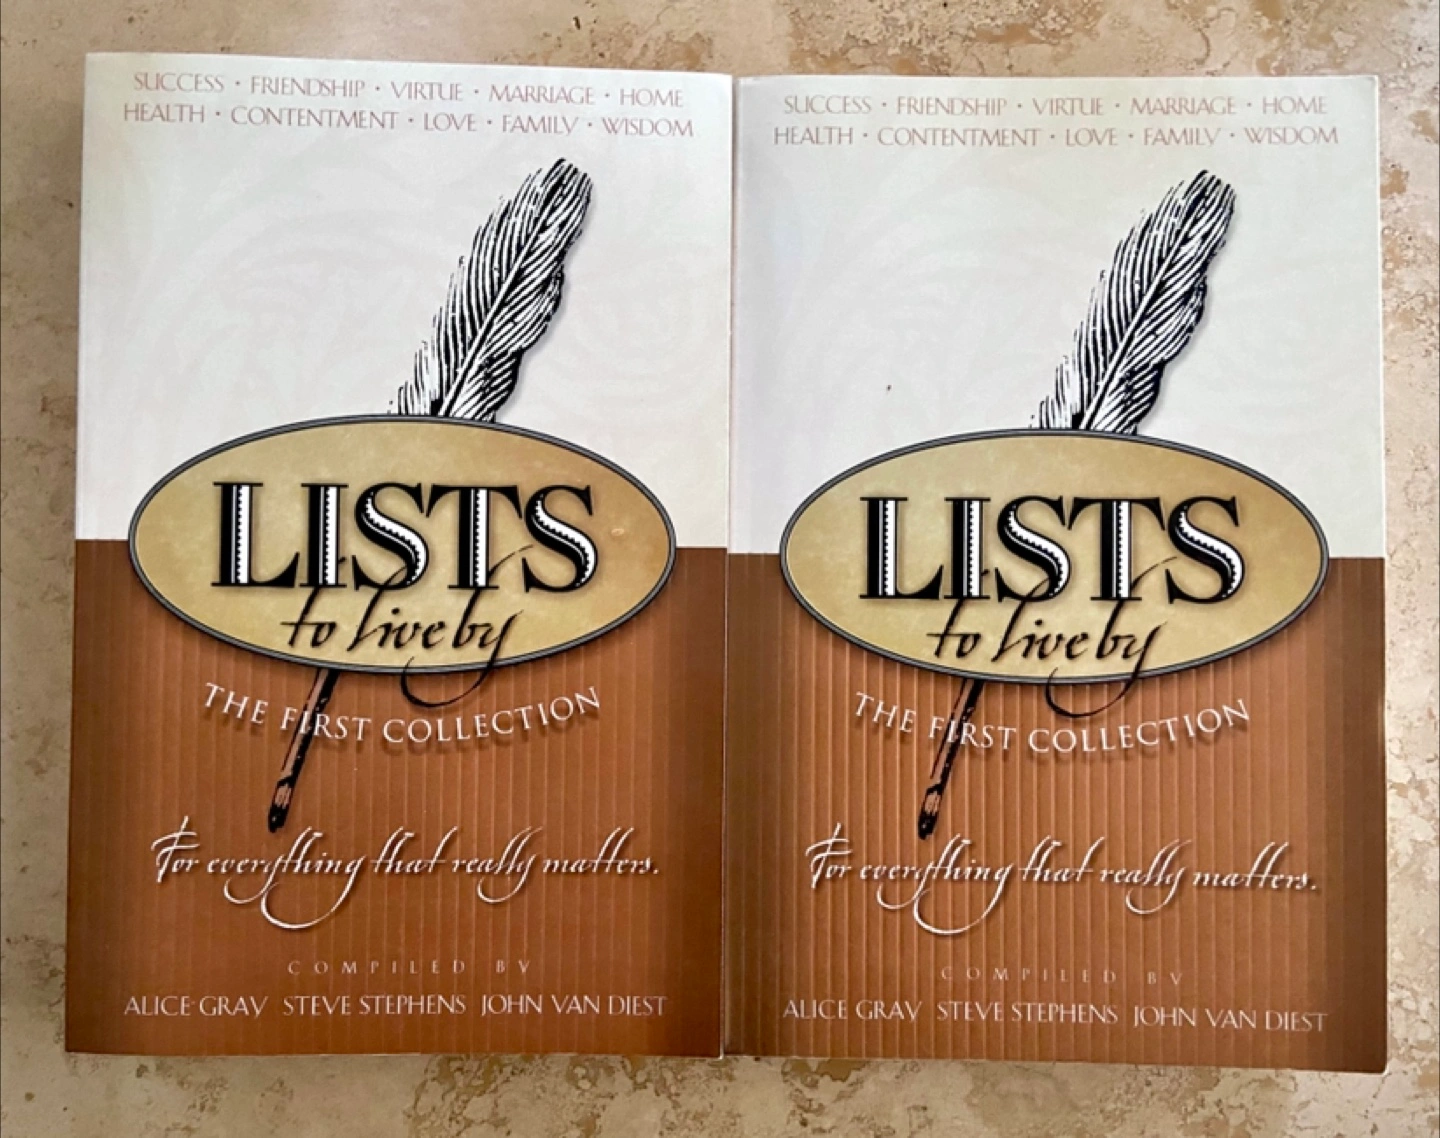 SUCCESS · FRIENDSHIP · VIRTUE · MARRIAGE · HOME
HEALTH · CONTENTMENT · LOVE · FAMILY · WISDOM
LISTS
to live by
THE FIRST COLLECTION
For everything that really matters.
COMPILED BY
ALICE GRAY STEVE STEPHENS JOHN VAN DIEST
SUCCESS · FRIENDSHIP · VIRTUE · MARRIAGE · HOME
HEALTH · CONTENTMENT · LOVE · FAMILY · WISDOM
LISTS
to live by
THE FIRST COLLECTION
For everything that really matters.
COMPILED BY
ALICE GRAY STEVE STEPHENS JOHN VAN DIEST